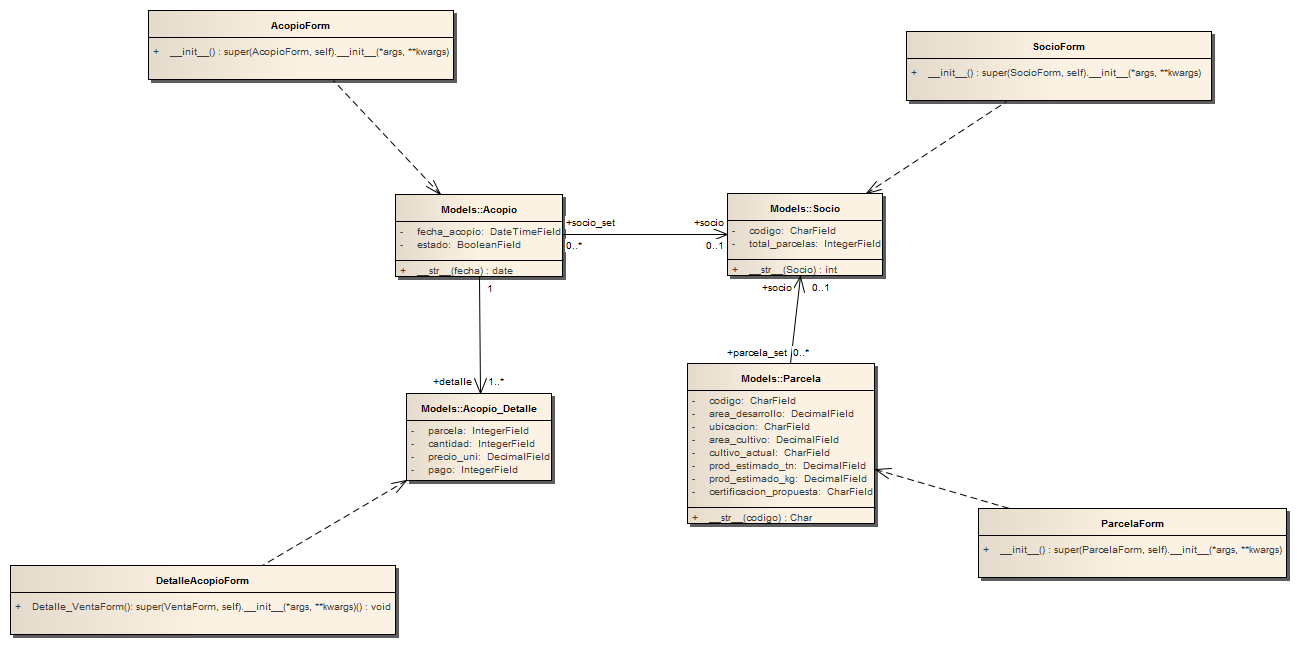 AcopioForm
+ __init__() : super(AcopioForm, self).__init__(*args, **kwargs)
SocioForm
+ __init__() : super(SocioForm, self).__init__(*args, **kwargs)
Models::Acopio
- fecha_acopio: DateTimeField
- estado: BooleanField
+ __str__(fecha) : date
+socio_set
0..*
+socio
0..1
Models::Socio
- codigo: CharField
- total_parcelas: IntegerField
+ __str__(Socio) : int
1
+detalle
1..*
+socio
0..1
+parcela_set
0..*
Models::Acopio_Detalle
- parcela: IntegerField
- cantidad: IntegerField
- precio_uni: DecimalField
- pago: IntegerField
Models::Parcela
- codigo: CharField
- area_desarrollo: DecimalField
- ubicacion: CharField
- area_cultivo: DecimalField
- cultivo_actual: CharField
- prod_estimado_tn: DecimalField
- prod_estimado_kg: DecimalField
- certificacion_propuesta: CharField
+ __str__(codigo) : Char
ParcelaForm
+ __init__() : super(ParcelaForm, self).__init__(*args, **kwargs)
DetalleAcopioForm
+ Detalle_VentaForm(): super(VentaForm, self).__init__(*args, **kwargs)() : void